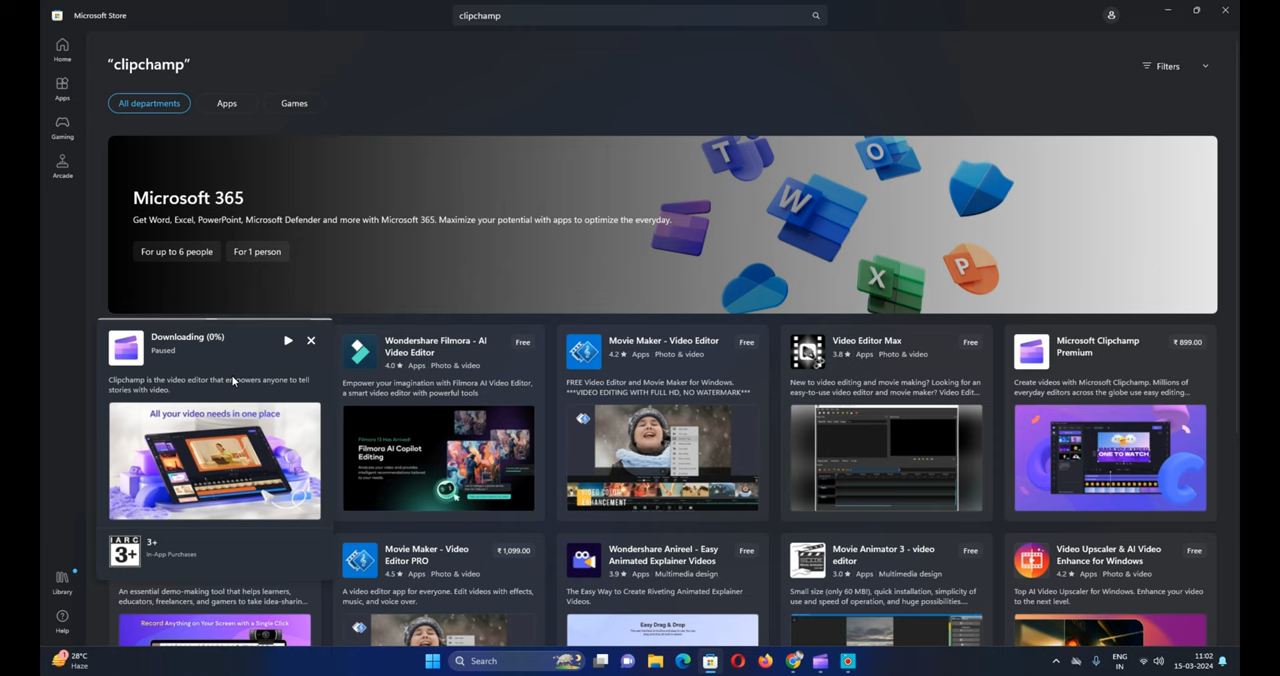 Microsoft Store
clipchamp
Home
Apps
Gaming
Arcade
Library
Help
“clipchamp”
Filters
All departments
Apps
Games
Microsoft 365
Get Word, Excel, PowerPoint, Microsoft Defender and more with Microsoft 365. Maximize your potential with apps to optimize the everyday.
For up to 6 people
For 1 person
Downloading (0%)
Paused
Clipchamp is the video editor that empowers anyone to tell
stories with video.
All your video needs in one place
IARC
3+
3+
In-App Purchases
Wondershare Filmora - AI
Video Editor
Free
4.0 ★ Apps Photo & video
Empower your imagination with Filmora AI Video Editor,
a smart video editor with powerful tools
Filmora 13 Has Arrived!
Filmora AI Copilot
Editing
Movie Maker - Video Editor
Free
4.2 ★ Apps Photo & video
FREE Video Editor and Movie Maker for Windows.
***VIDEO EDITING WITH FULL HD, NO WATERMARK***
VIDEO COLOR
ENHANCEMENT
Video Editor Max
Free
3.8 ★ Apps Photo & video
New to video editing and movie making? Looking for an
easy-to-use video editor and movie maker? Video Edit...
Microsoft Clipchamp
Premium
₹ 899.00
Create videos with Microsoft Clipchamp. Millions of
everyday editors across the globe use easy editing...
ONE TO WATCH
An essential demo-making tool that helps learners,
educators, freelancers, and gamers to take idea-sharin...
Record Anything on Your Screen with a Single Click
Movie Maker - Video
Editor PRO
₹ 1,099.00
4.5 ★ Apps Photo & video
A video editor app for everyone. Edit videos with effects,
music, and voice over.
Wondershare Anireel - Easy
Animated Explainer Videos
Free
3.9 ★ Apps Multimedia design
The Easy Way to Create Riveting Animated Explainer
Videos.
Easy Drag & Drop
Movie Animator 3 - video
editor
Free
3.0 ★ Apps Multimedia design
Small size (only 60 MB!), quick installation, simplicity of
use and speed of operation, and huge possibilities...
Video Upscaler & AI Video
Enhance for Windows
Free
4.2 ★ Apps Photo & video
Top AI Video Upscaler for Windows. Enhance your video
to the next level.
28°C
Haze
Search
ENG
IN
11:02
15-03-2024